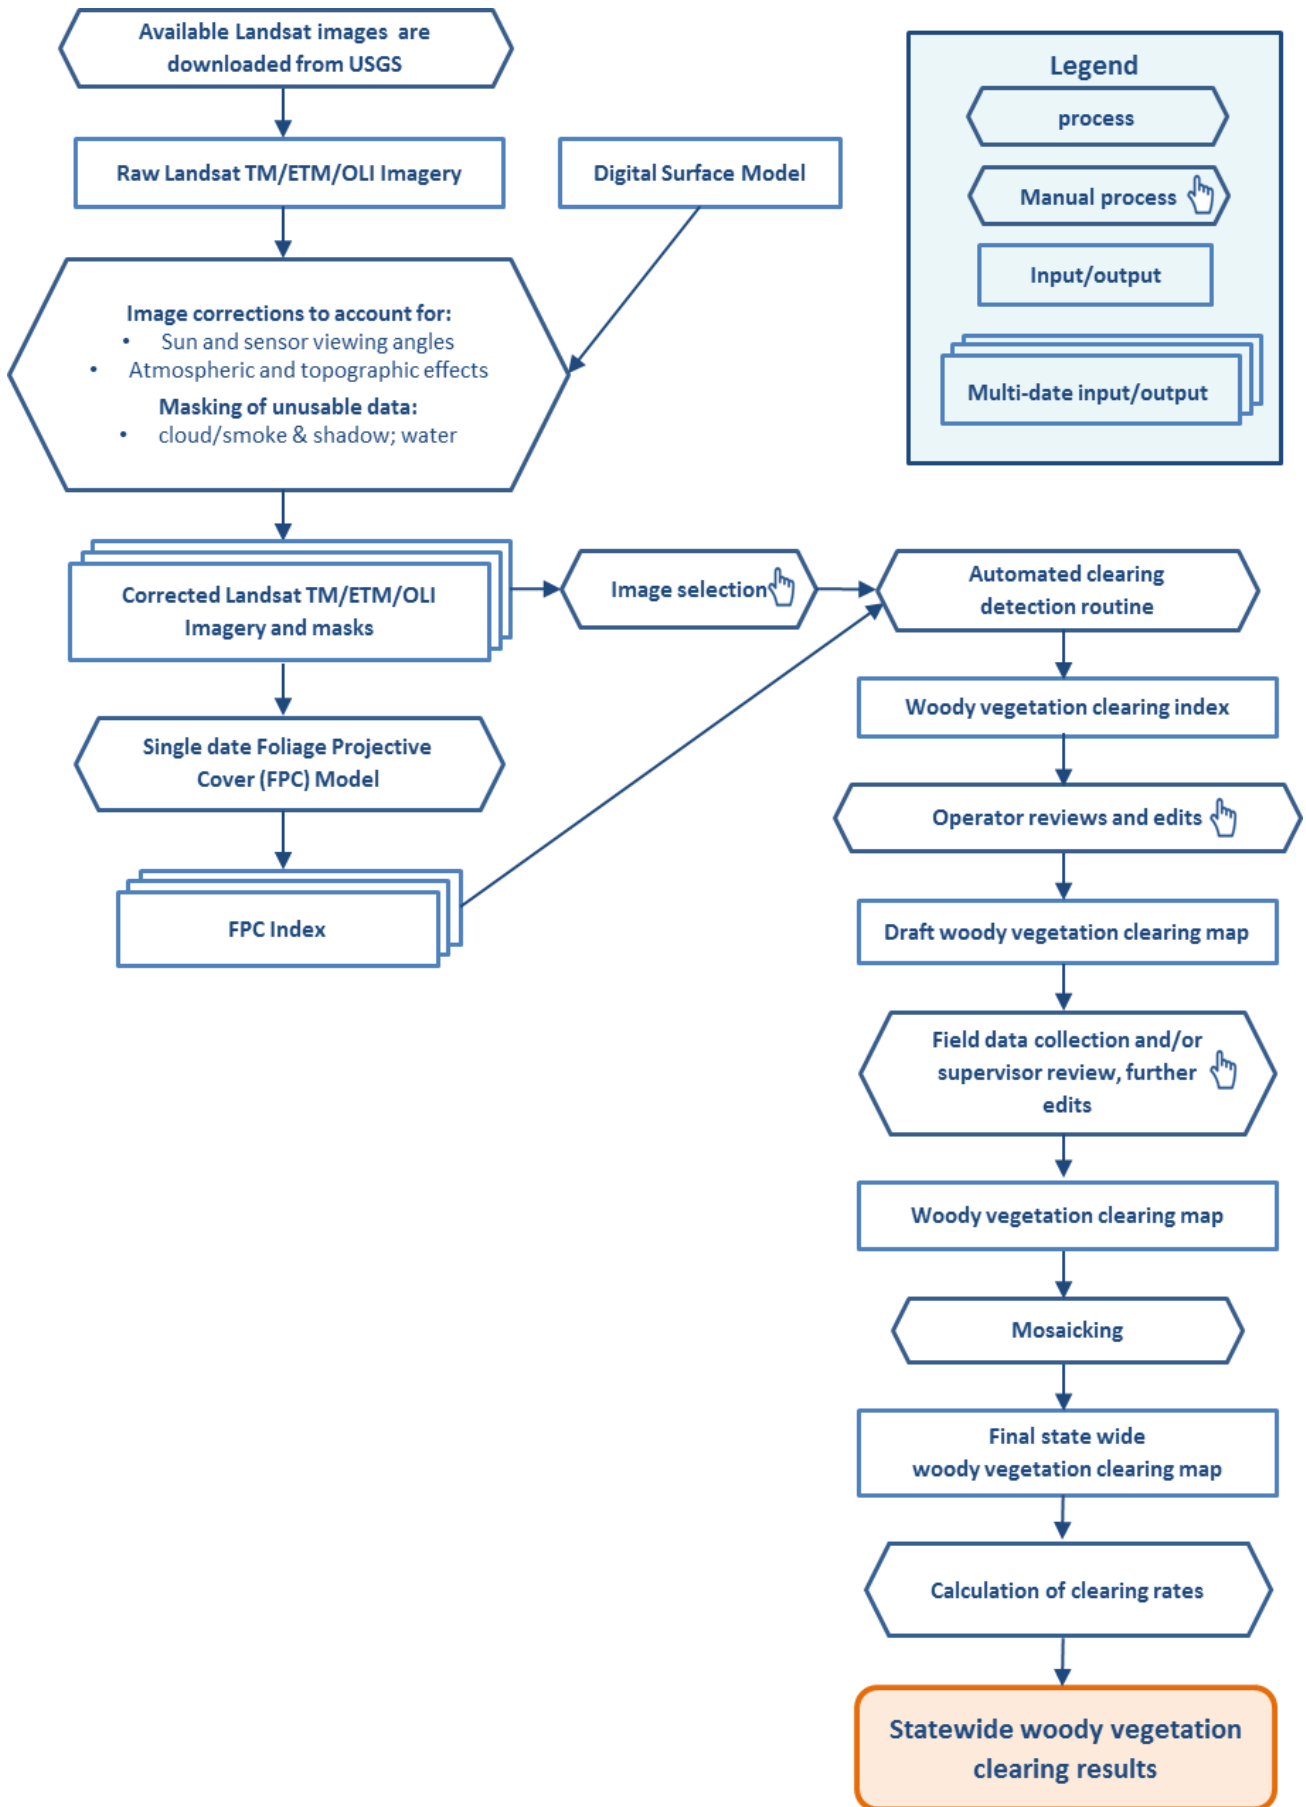 Available Landsat images are
downloaded from USGS
Raw Landsat TM/ETM/OLI Imagery
Digital Surface Model
Image corrections to account for:
• Sun and sensor viewing angles
• Atmospheric and topographic effects
Masking of unusable data:
• cloud/smoke & shadow; water
Corrected Landsat TM/ETM/OLI
Imagery and masks
Image selection
Single date Foliage Projective
Cover (FPC) Model
FPC Index
Legend
process
Manual process
Input/output
Multi-date input/output
Automated clearing
detection routine
Woody vegetation clearing index
Operator reviews and edits
Draft woody vegetation clearing map
Field data collection and/or
supervisor review, further
edits
Woody vegetation clearing map
Mosaicking
Final state wide
woody vegetation clearing map
Calculation of clearing rates
Statewide woody vegetation
clearing results